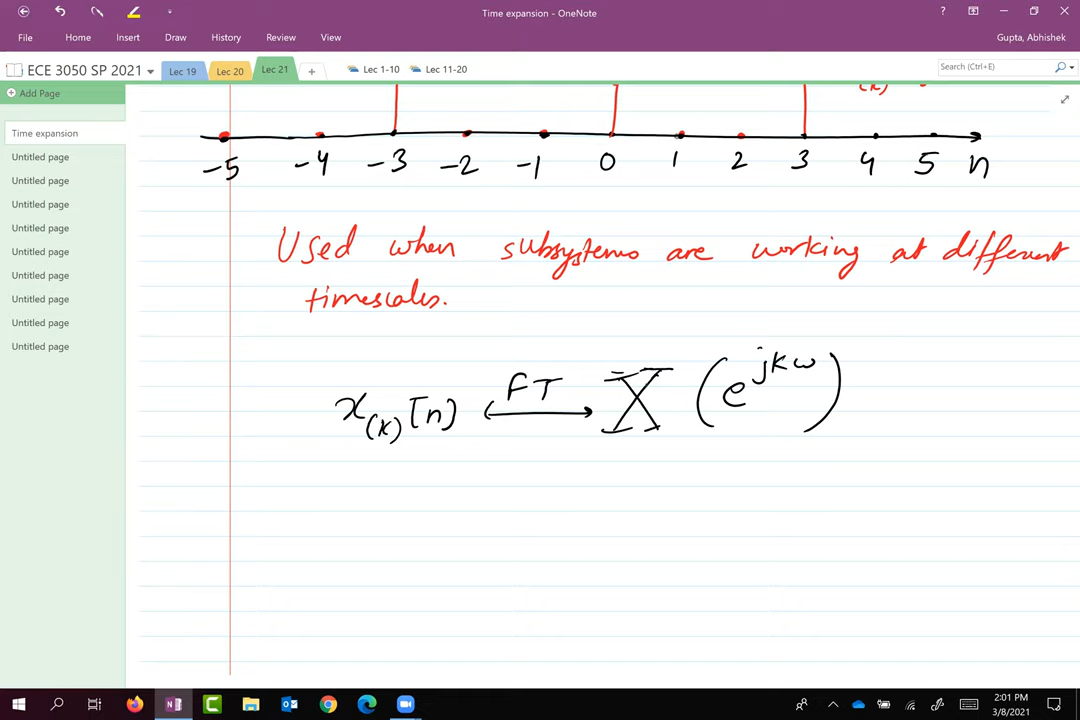 Time expansion - OneNote
?
File Home Insert Draw History Review View
Gupta, Abhishek
ECE 3050 SP 2021
Lec 19
Lec 20
Lec 21
Lec 1-10
Lec 11-20
Search (Ctrl+E)
Add Page
Time expansion
Untitled page
Untitled page
Untitled page
Untitled page
Untitled page
Untitled page
Untitled page
Untitled page
Untitled page
(k)
-5 -4 -3 -2 -1 0 1 2 3 4 5 n
Used when subsystems are working at different
timescales.
x(k)[n] ⟷ FT X(e^{jkω})
2:01 PM
3/8/2021